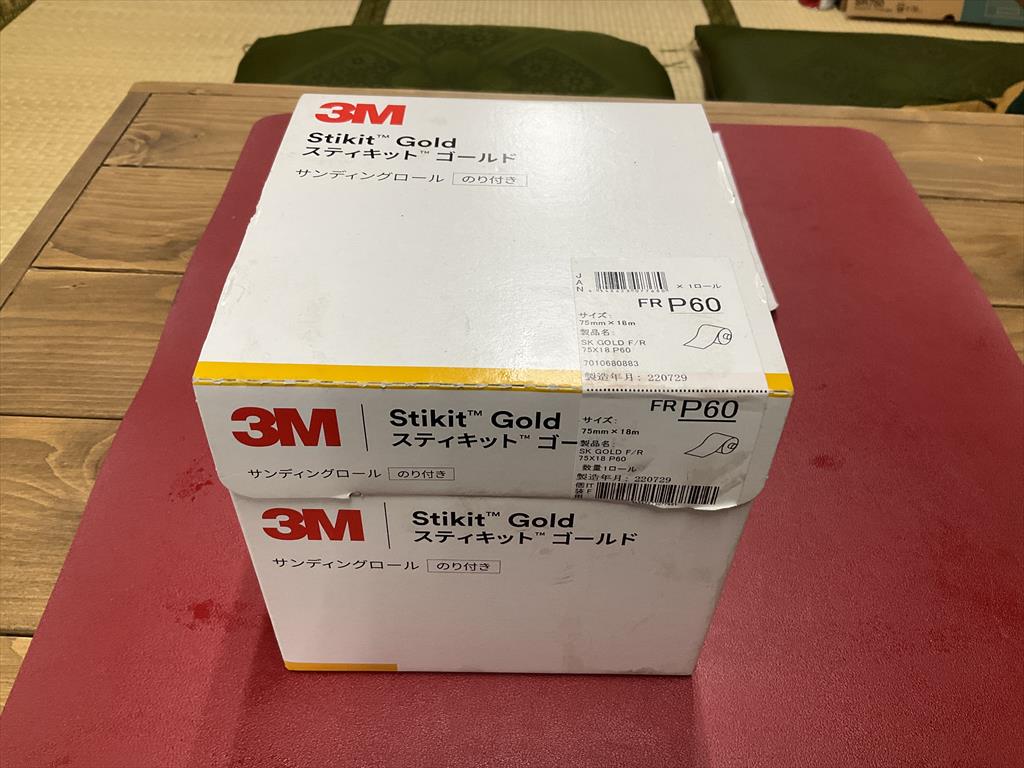 3M
Stikit™ Gold
スティキット™ ゴールド
サンディングロール のり付き
JAN
× 1ロール
FR P60
サイズ:
75mm×18m
製品名:
SK GOLD F/R
75X18 P60
7010680883
製造年月: 220729
3M
Stikit™ Gold
スティキット™ ゴー
サンディングロール のり付き
FR P60
サイズ:
75mm×18m
製品名:
SK GOLD F/R
75X18 P60
数量1ロール
製造年月: 220729
3M
Stikit™ Gold
スティキット™ ゴールド
サンディングロール のり付き